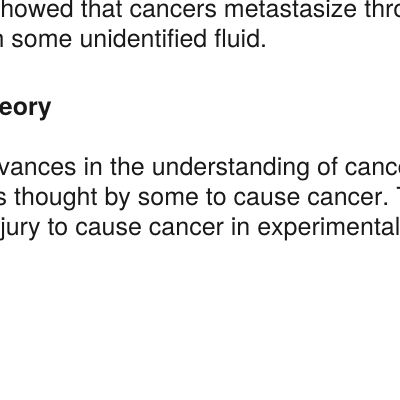 howed that cancers metastasize thro
n some unidentified fluid.
eory
vances in the understanding of cance
s thought by some to cause cancer. T
jury to cause cancer in experimental